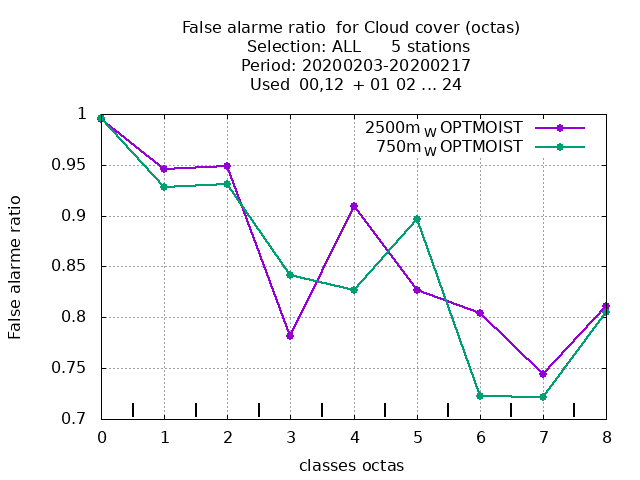 False alarme ratio  for Cloud cover (octas)
Selection: ALL      5 stations
Period: 20200203-20200217
Used  00,12  + 01 02 ... 24
2500m W OPTMOIST
750m W OPTMOIST
1
0.95
0.9
0.85
0.8
0.75
0.7
False alarme ratio
0 1 2 3 4 5 6 7 8
classes octas